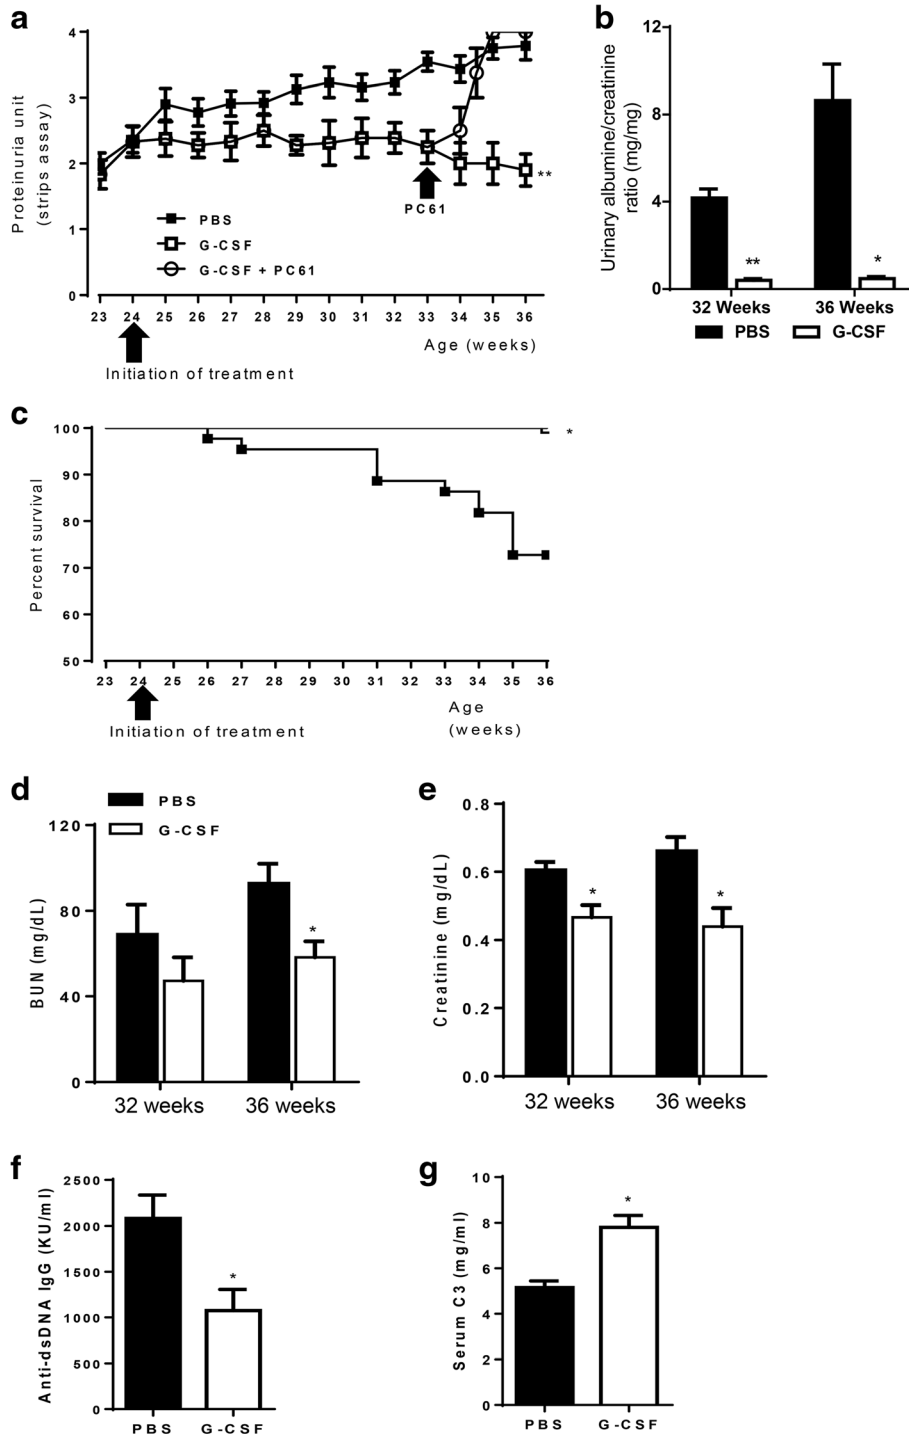 a
Proteinuria unit
(strips assay)
4
3
2
1
0
PBS
G-CSF
G-CSF + PC61
PC61
**
23 24 25 26 27 28 29 30 31 32 33 34 35 36
Age (weeks)
Initiation of treatment
b
Urinary albumine/creatinine
ratio (mg/mg)
12
8
4
0
**
*
32 Weeks 36 Weeks
PBS G-CSF
c
Percent survival
100
90
80
70
60
50
*
23 24 25 26 27 28 29 30 31 32 33 34 35 36
Age
(weeks)
Initiation of treatment
d
PBS
G-CSF
BUN (mg/dL)
120
80
40
0
*
32 weeks 36 weeks
e
Creatinine (mg/dL)
0.8
0.6
0.4
0.2
0.0
*
*
32 weeks 36 weeks
f
Anti-dsDNA IgG (KU/ml)
2500
2000
1500
1000
500
0
*
PBS G-CSF
g
Serum C3 (mg/ml)
10
8
6
4
2
0
*
PBS G-CSF